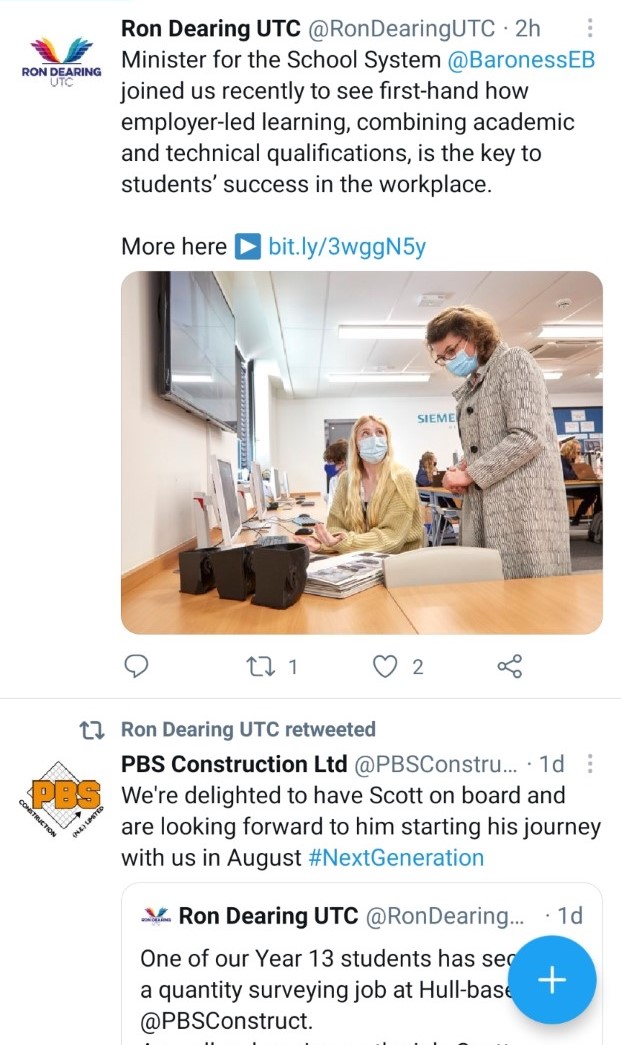 Ron Dearing UTC @RonDearingUTC · 2h
RON DEARING
UTC
Minister for the School System @BaronessEB
joined us recently to see first-hand how
employer-led learning, combining academic
and technical qualifications, is the key to
students’ success in the workplace.
More here ▶ bit.ly/3wggN5y
SIEME
1 2
Ron Dearing UTC retweeted
PBS Construction Ltd @PBSConstru... · 1d
PBS
CONSTRUCTION
(N.E.) LIMITED
We're delighted to have Scott on board and
are looking forward to him starting his journey
with us in August #NextGeneration
RON DEARING
Ron Dearing UTC @RonDearing... · 1d
One of our Year 13 students has sec
a quantity surveying job at Hull-base
@PBSConstruct.